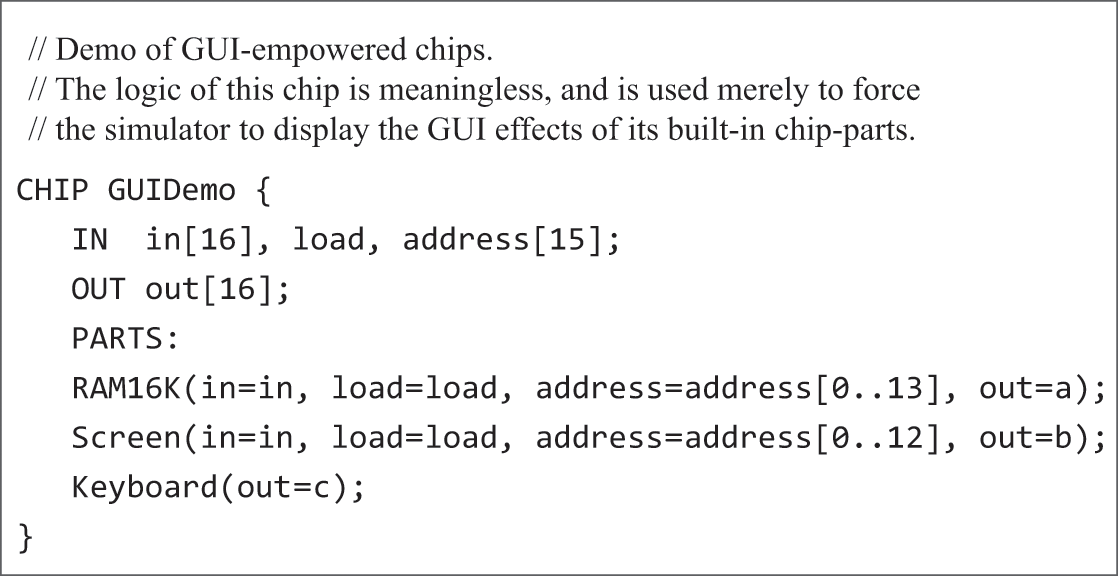 // Demo of GUI-empowered chips.
// The logic of this chip is meaningless, and is used merely to force
// the simulator to display the GUI effects of its built-in chip-parts.
CHIP GUIDemo {
IN  in[16], load, address[15];
OUT out[16];
PARTS:
RAM16K(in=in, load=load, address=address[0..13], out=a);
Screen(in=in, load=load, address=address[0..12], out=b);
Keyboard(out=c);
}